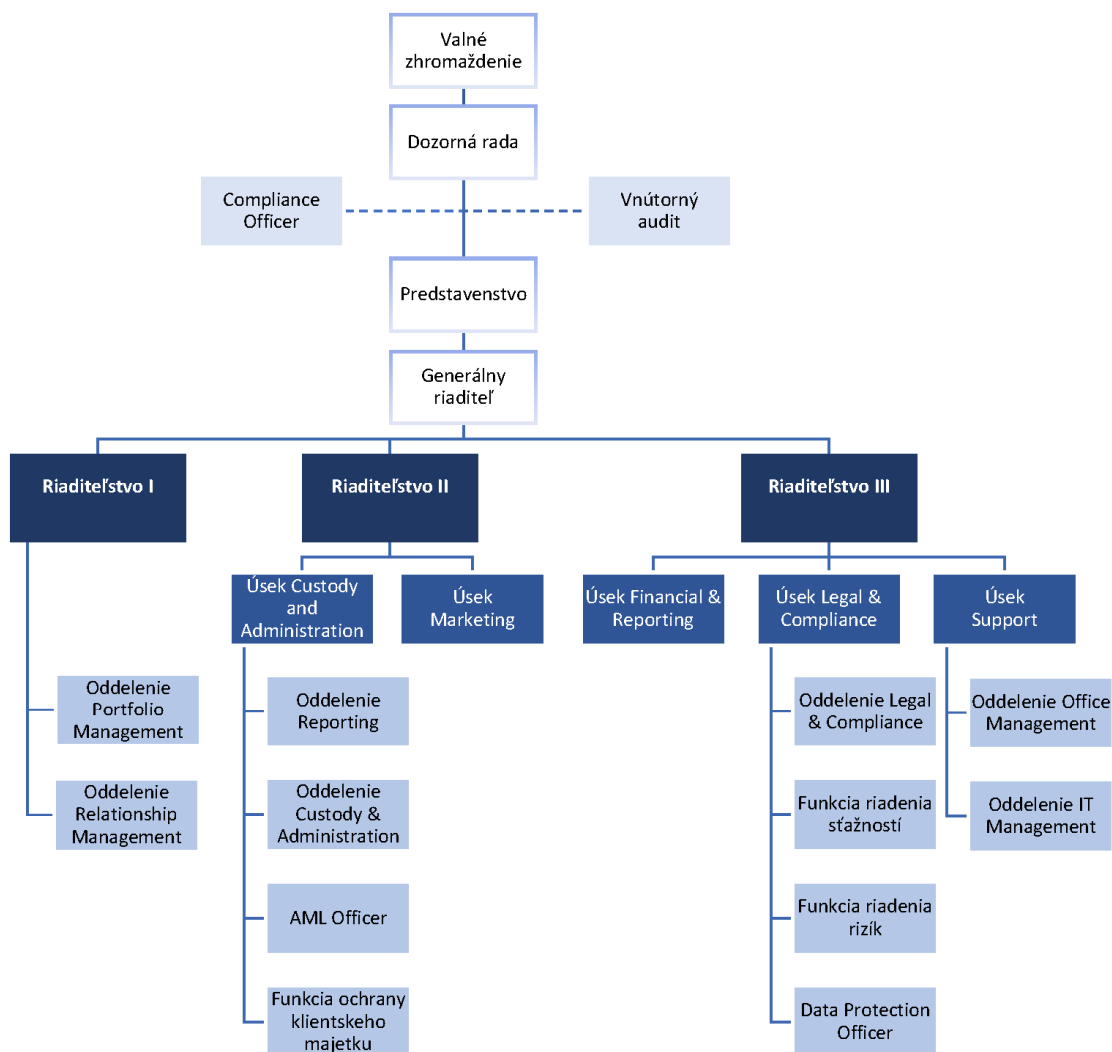 Valné
zhromaždenie
Dozorná rada
Compliance
Officer
Vnútorný
audit
Predstavenstvo
Generálny
riaditeľ
Riaditeľstvo I
Riaditeľstvo II
Riaditeľstvo III
Úsek Custody
and
Administration
Úsek
Marketing
Úsek Financial &
Reporting
Úsek Legal &
Compliance
Úsek
Support
Oddelenie
Portfolio
Management
Oddelenie
Relationship
Management
Oddelenie
Reporting
Oddelenie
Custody &
Administration
AML Officer
Funkcia ochrany
klientskeho
majetku
Oddelenie Legal
& Compliance
Funkcia riadenia
sťažností
Funkcia riadenia
rizík
Data Protection
Officer
Oddelenie Office
Management
Oddelenie IT
Management